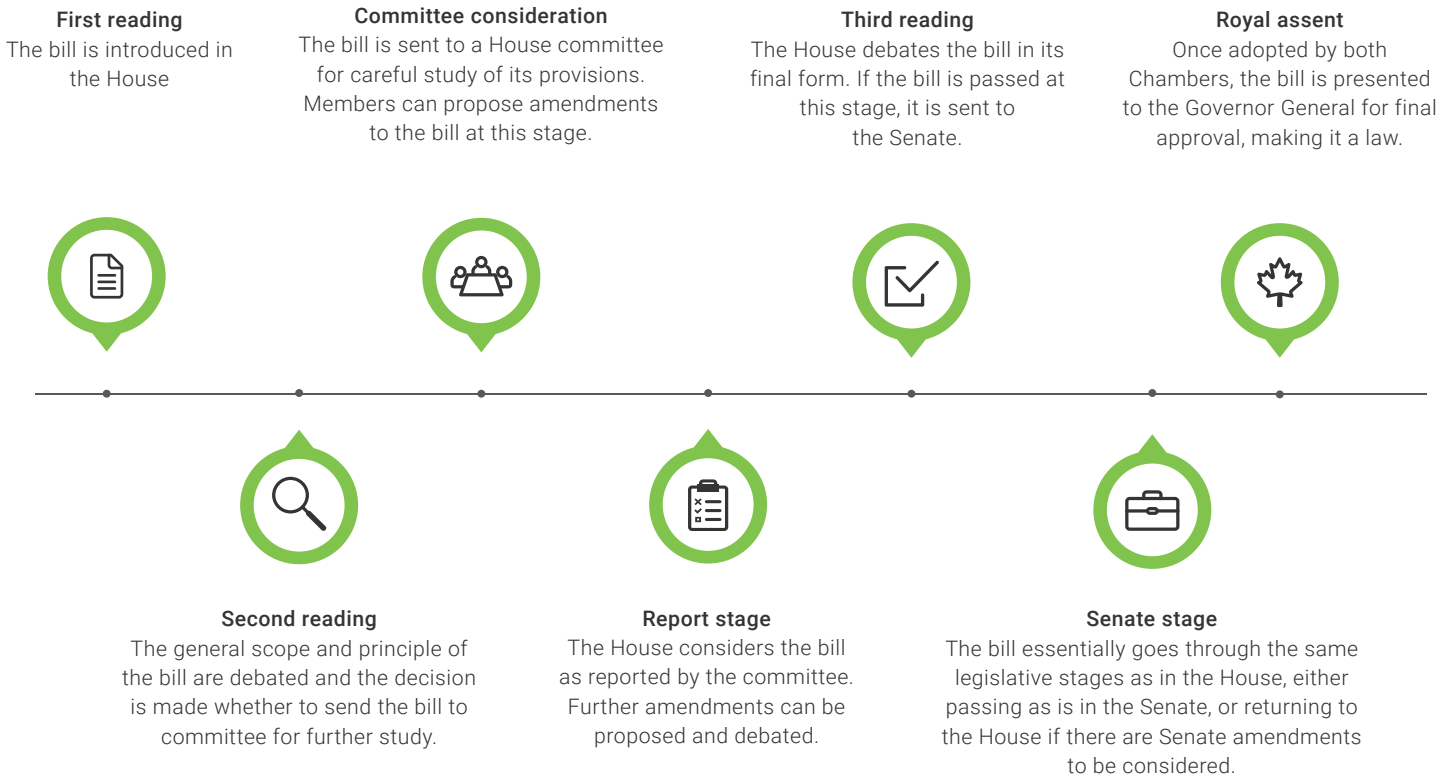 First reading
The bill is introduced in
the House
Committee consideration
The bill is sent to a House committee
for careful study of its provisions.
Members can propose amendments
to the bill at this stage.
Third reading
The House debates the bill in its
final form. If the bill is passed at
this stage, it is sent to
the Senate.
Royal assent
Once adopted by both
Chambers, the bill is presented
to the Governor General for final
approval, making it a law.
Second reading
The general scope and principle of
the bill are debated and the decision
is made whether to send the bill to
committee for further study.
Report stage
The House considers the bill
as reported by the committee.
Further amendments can be
proposed and debated.
Senate stage
The bill essentially goes through the same
legislative stages as in the House, either
passing as is in the Senate, or returning to
the House if there are Senate amendments
to be considered.